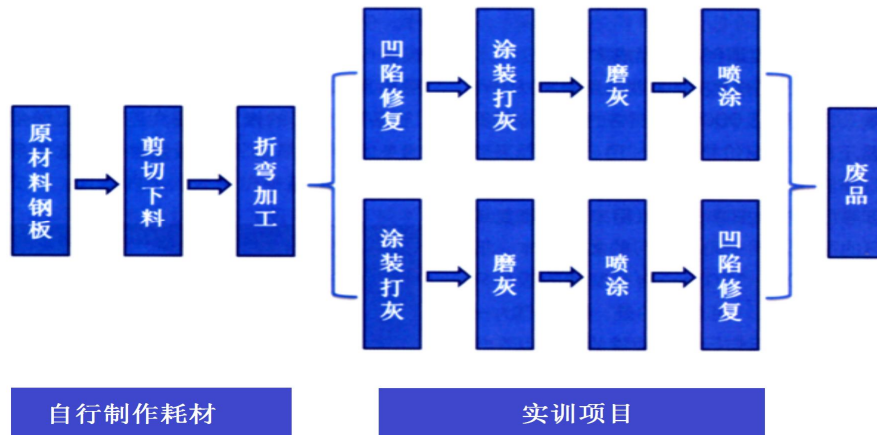 原材料钢板
剪切下料
折弯加工
凹陷修复
涂装打灰
磨灰
喷涂
涂装打灰
磨灰
喷涂
凹陷修复
废品
自行制作耗材
实训项目